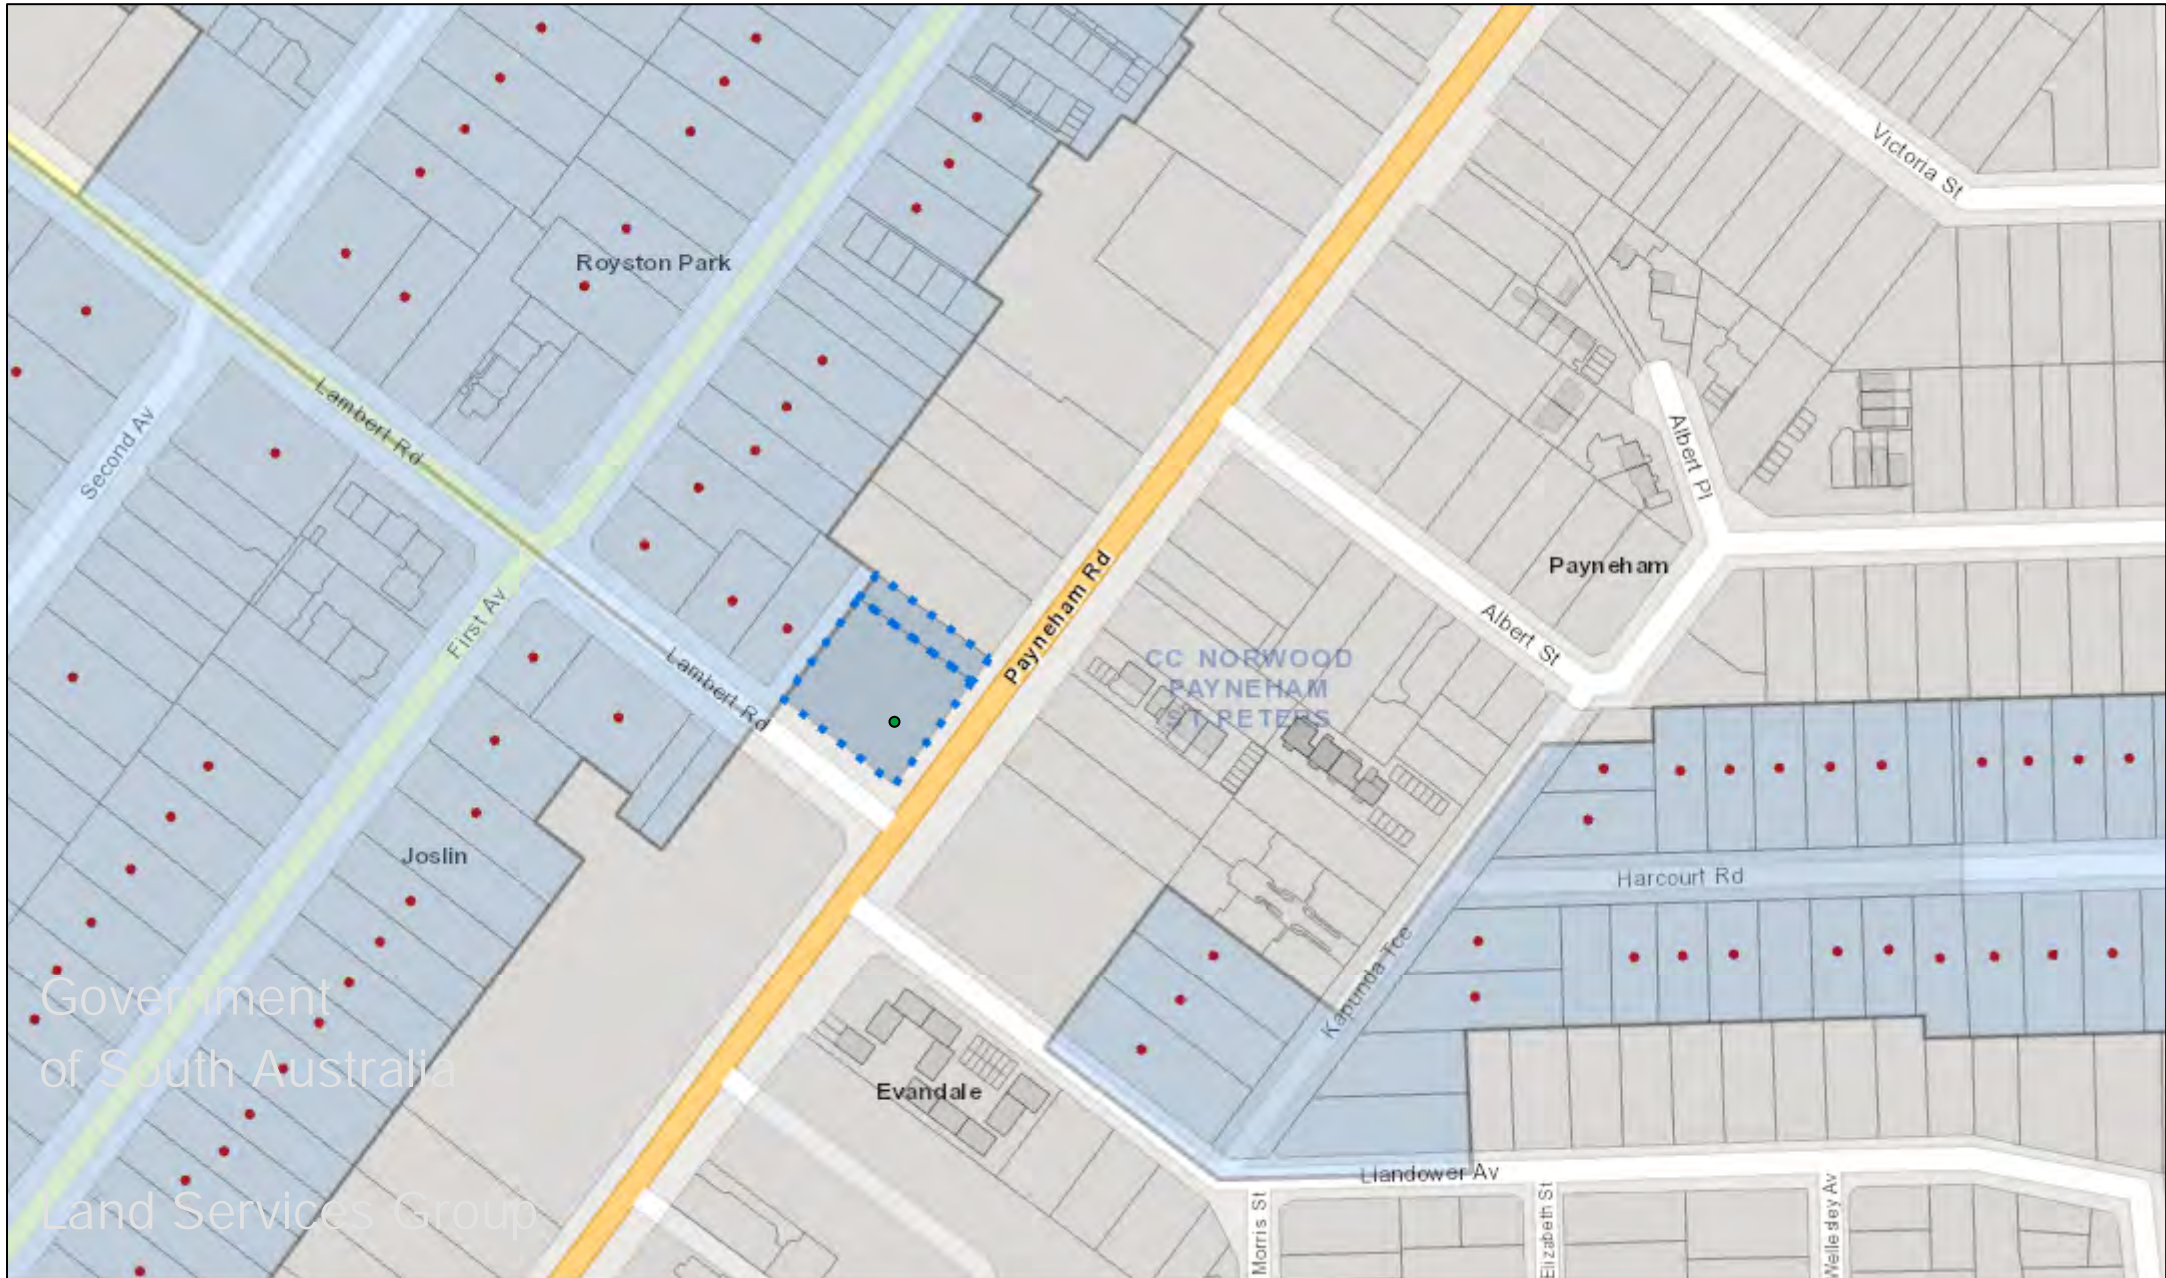 Victoria St
Royston Park
Lambert Rd
Second Av
Albert Pl
Payneham
Payneham Rd
First Av
Albert St
Lambert Rd
CC NORWOOD
PAYNEHAM
ST PETERS
Joslin
Harcourt Rd
Kapunda Tce
Government
of South Australia
Evandale
Llandower Av
Land Services Group
Morris St
Elizabeth St
Wellesley Av